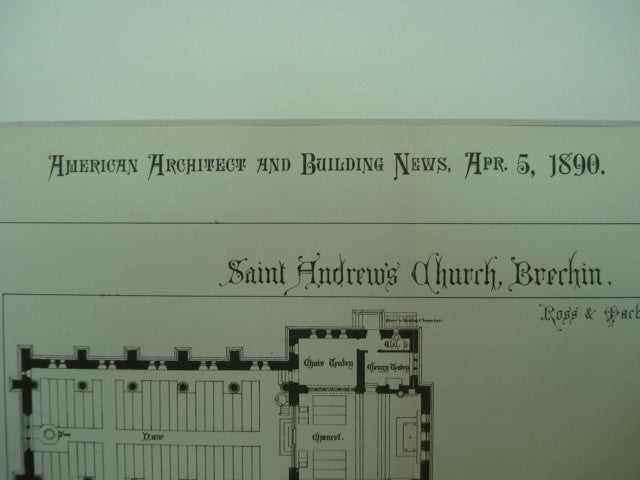 American Architect and Building News, Apr. 5, 1890.
Saint Andrew's Church, Brechin.
Ross &
Choir Vestry
Clergy Vestry
Nave
Chancel.